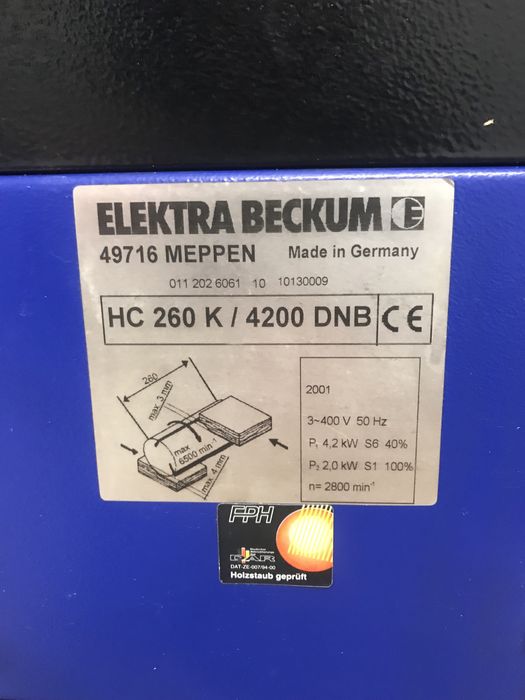 ELEKTRA BECKUM E
49716 MEPPEN Made in Germany
011 202 6061 10 10130009
HC 260 K / 4200 DNB CE
260
max 3 mm
max
6500 min⁻¹
max 4 mm
2001
3~400 V 50 Hz
P₁ 4,2 kW S6 40%
P₂ 2,0 kW S1 100%
n= 2800 min⁻¹
FPH
DAR
DAT-ZE-007/94-00
Holzstaub geprüft